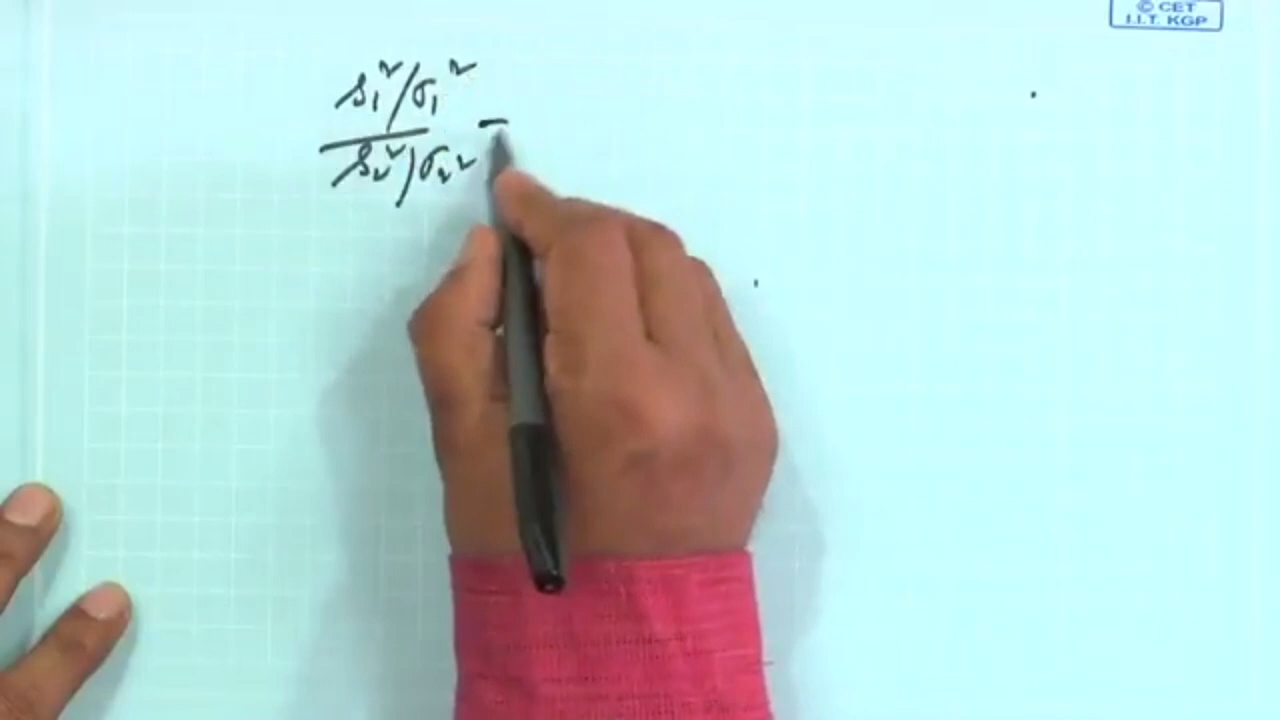 © CET
I.I.T. KGP
s₁²/σ₁²
s₂²/σ₂²